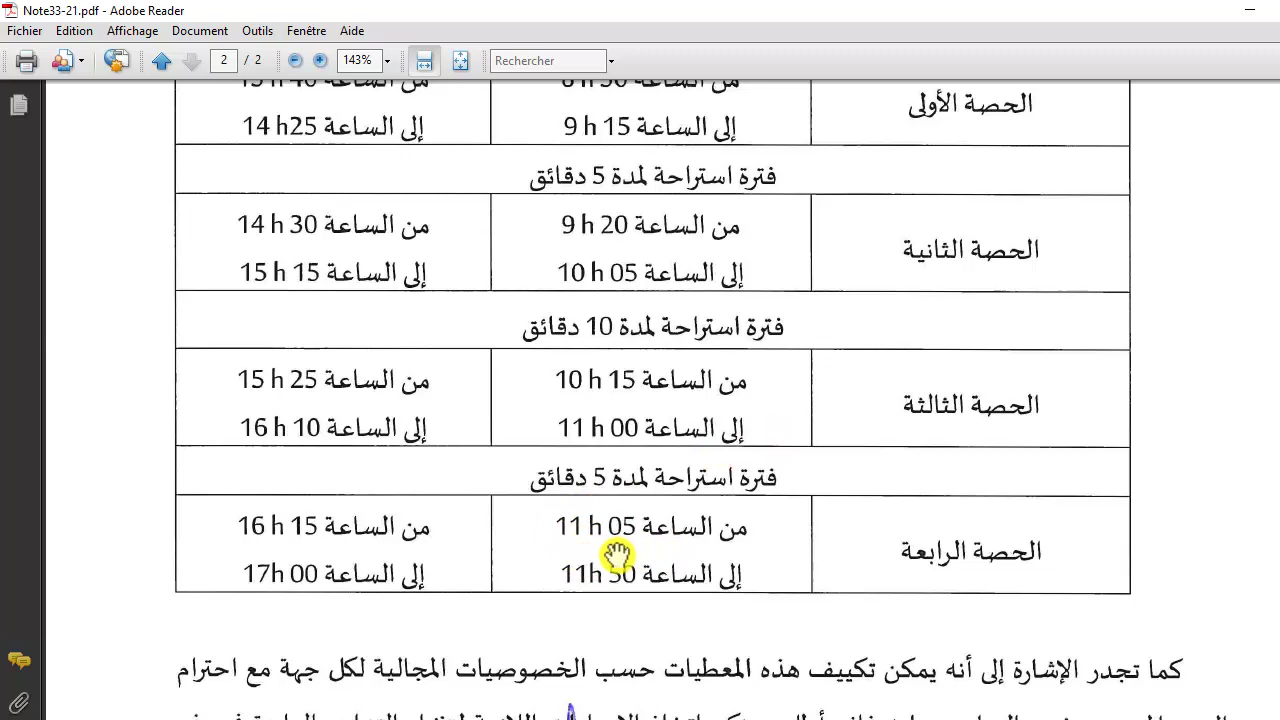 Note33-21.pdf - Adobe Reader
Fichier Edition Affichage Document Outils Fenêtre Aide
2 / 2 143% Rechercher
الحصة الأولى
إلى الساعة 9 h 15
إلى الساعة 14 h25
فترة استراحة لمدة 5 دقائق
الحصة الثانية
من الساعة 9 h 20
من الساعة 14 h 30
إلى الساعة 10 h 05
إلى الساعة 15 h 15
فترة استراحة لمدة 10 دقائق
الحصة الثالثة
من الساعة 10 h 15
من الساعة 15 h 25
إلى الساعة 11 h 00
إلى الساعة 16 h 10
فترة استراحة لمدة 5 دقائق
الحصة الرابعة
من الساعة 11 h 05
من الساعة 16 h 15
إلى الساعة 11h 50
إلى الساعة 17h 00
كما تجدر الإشارة إلى أنه يمكن تكييف هذه المعطيات حسب الخصوصيات المجالية لكل جهة مع احترام